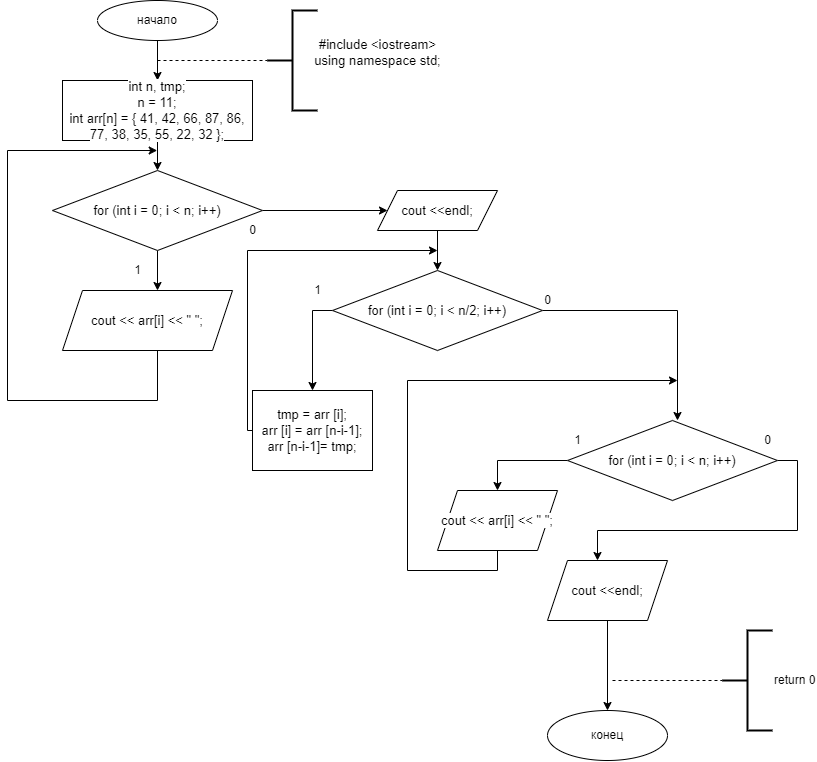 начало
#include <iostream>
using namespace std;
int n, tmp;
n = 11;
int arr[n] = { 41, 42, 66, 87, 86,
77, 38, 35, 55, 22, 32 };
for (int i = 0; i < n; i++)
0
1
cout << arr[i] << " ";
cout <<endl;
for (int i = 0; i < n/2; i++)
1
0
tmp = arr [i];
arr [i] = arr [n-i-1];
arr [n-i-1]= tmp;
for (int i = 0; i < n; i++)
1
0
cout << arr[i] << " ";
cout <<endl;
return 0
конец